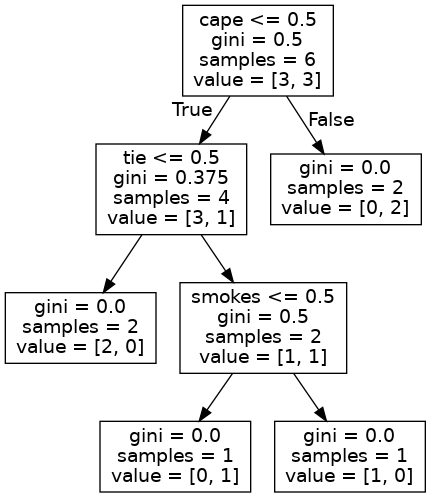 cape <= 0.5
gini = 0.5
samples = 6
value = [3, 3]
True
False
tie <= 0.5
gini = 0.375
samples = 4
value = [3, 1]
gini = 0.0
samples = 2
value = [0, 2]
gini = 0.0
samples = 2
value = [2, 0]
smokes <= 0.5
gini = 0.5
samples = 2
value = [1, 1]
gini = 0.0
samples = 1
value = [0, 1]
gini = 0.0
samples = 1
value = [1, 0]